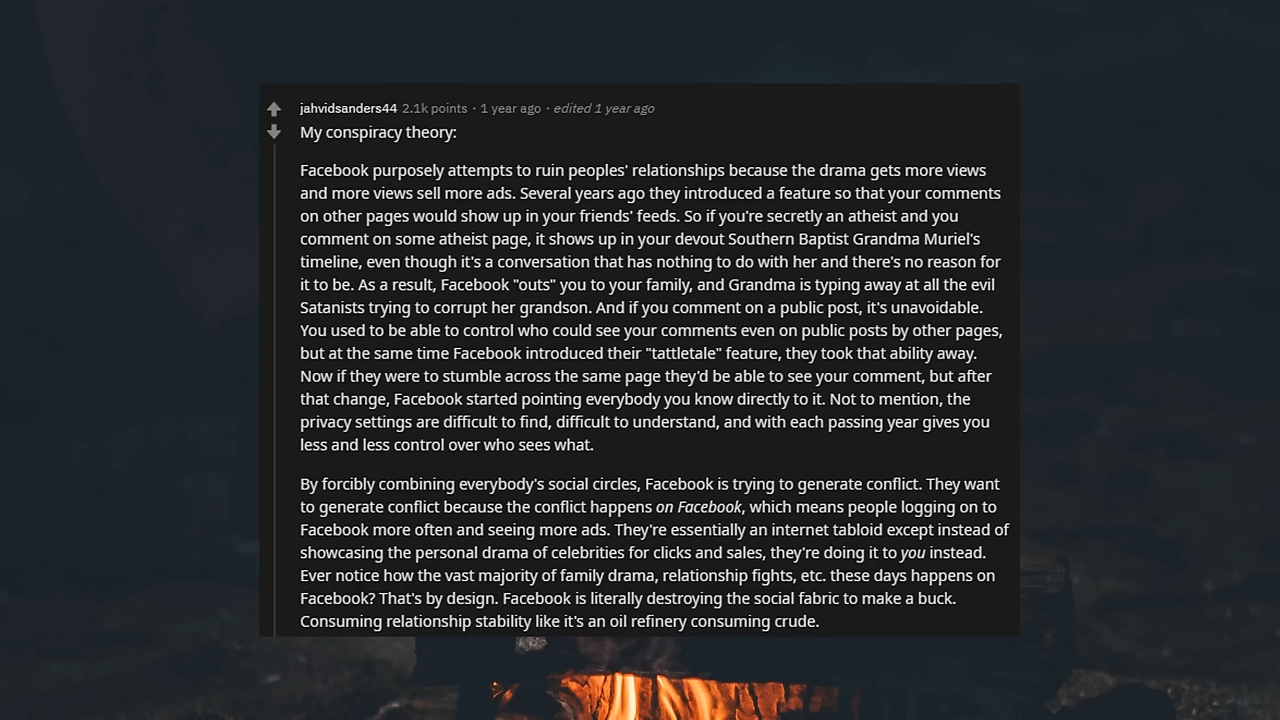 jahvidsanders44 2.1k points · 1 year ago · edited 1 year ago
My conspiracy theory:
Facebook purposely attempts to ruin peoples' relationships because the drama gets more views
and more views sell more ads. Several years ago they introduced a feature so that your comments
on other pages would show up in your friends' feeds. So if you're secretly an atheist and you
comment on some atheist page, it shows up in your devout Southern Baptist Grandma Muriel's
timeline, even though it's a conversation that has nothing to do with her and there's no reason for
it to be. As a result, Facebook "outs" you to your family, and Grandma is typing away at all the evil
Satanists trying to corrupt her grandson. And if you comment on a public post, it's unavoidable.
You used to be able to control who could see your comments even on public posts by other pages,
but at the same time Facebook introduced their "tattletale" feature, they took that ability away.
Now if they were to stumble across the same page they'd be able to see your comment, but after
that change, Facebook started pointing everybody you know directly to it. Not to mention, the
privacy settings are difficult to find, difficult to understand, and with each passing year gives you
less and less control over who sees what.
By forcibly combining everybody's social circles, Facebook is trying to generate conflict. They want
to generate conflict because the conflict happens on Facebook, which means people logging on to
Facebook more often and seeing more ads. They're essentially an internet tabloid except instead of
showcasing the personal drama of celebrities for clicks and sales, they're doing it to you instead.
Ever notice how the vast majority of family drama, relationship fights, etc. these days happens on
Facebook? That's by design. Facebook is literally destroying the social fabric to make a buck.
Consuming relationship stability like it's an oil refinery consuming crude.